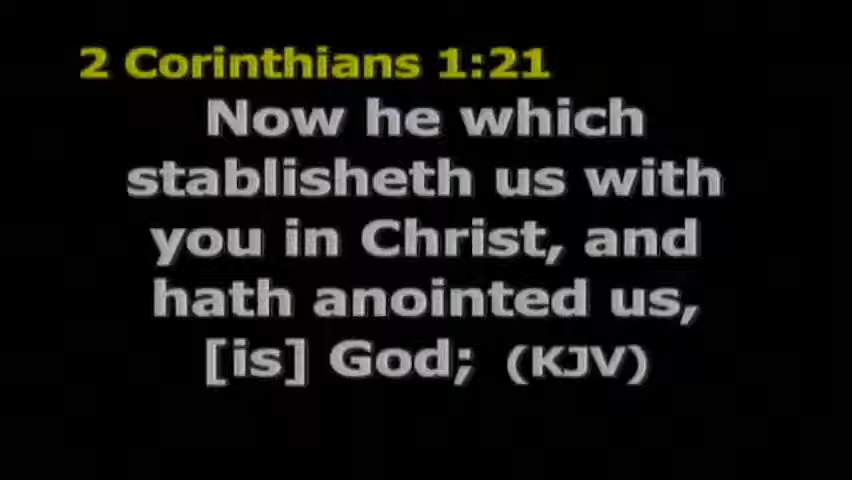 2 Corinthians 1:21
Now he which
stablisheth us with
you in Christ, and
hath anointed us,
[is] God; (KJV)